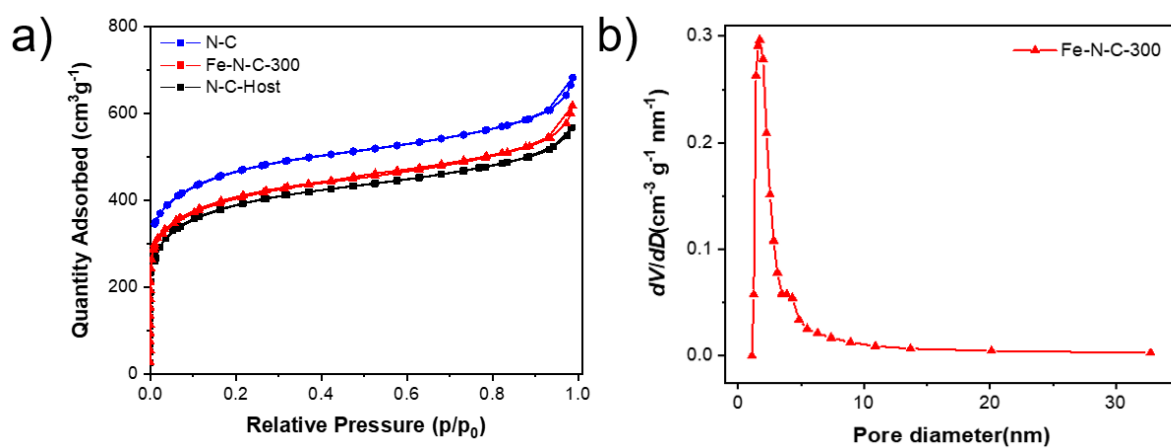 a)
800
600
400
200
0
Quantity Adsorbed (cm³g⁻¹)
N-C
Fe-N-C-300
N-C-Host
0.0 0.2 0.4 0.6 0.8 1.0
Relative Pressure (p/p₀)
b)
0.3
0.2
0.1
0.0
dV/dD(cm⁻³ g⁻¹ nm⁻¹)
Fe-N-C-300
0 10 20 30
Pore diameter(nm)